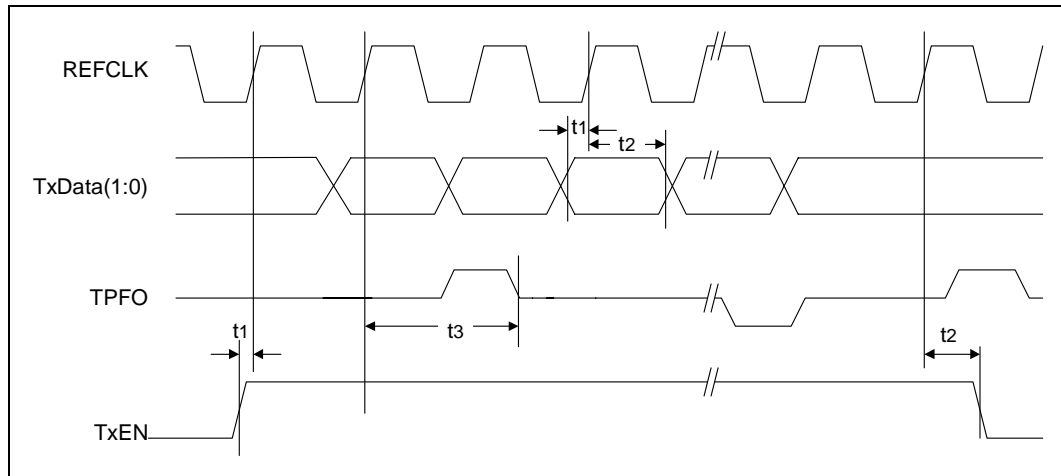 REFCLK
t1
t2
TxData(1:0)
TPFO
t1
t3
t2
TxEN